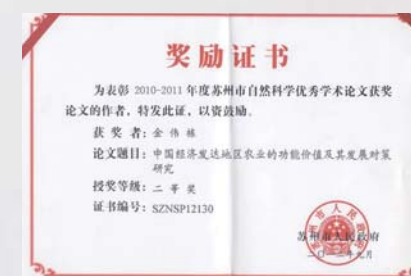 奖励证书
为表彰 2010-2011 年度苏州市自然科学优秀学术论文获奖
论文的作者，特发此证，以资鼓励。
获 奖 者：金 伟 栋
论文题目：中国经济发达地区农业的功能价值及其发展对策
研究
授奖等级：二 等 奖
证书编号：SZNSP12130
苏州市人民政府